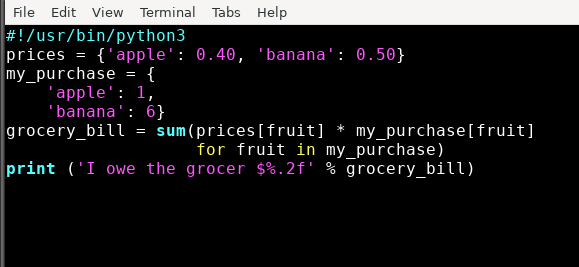 File Edit View Terminal Tabs Help
#!/usr/bin/python3
prices = {'apple': 0.40, 'banana': 0.50}
my_purchase = {
    'apple': 1,
    'banana': 6}
grocery_bill = sum(prices[fruit] * my_purchase[fruit]
                   for fruit in my_purchase)
print ('I owe the grocer $%.2f' % grocery_bill)